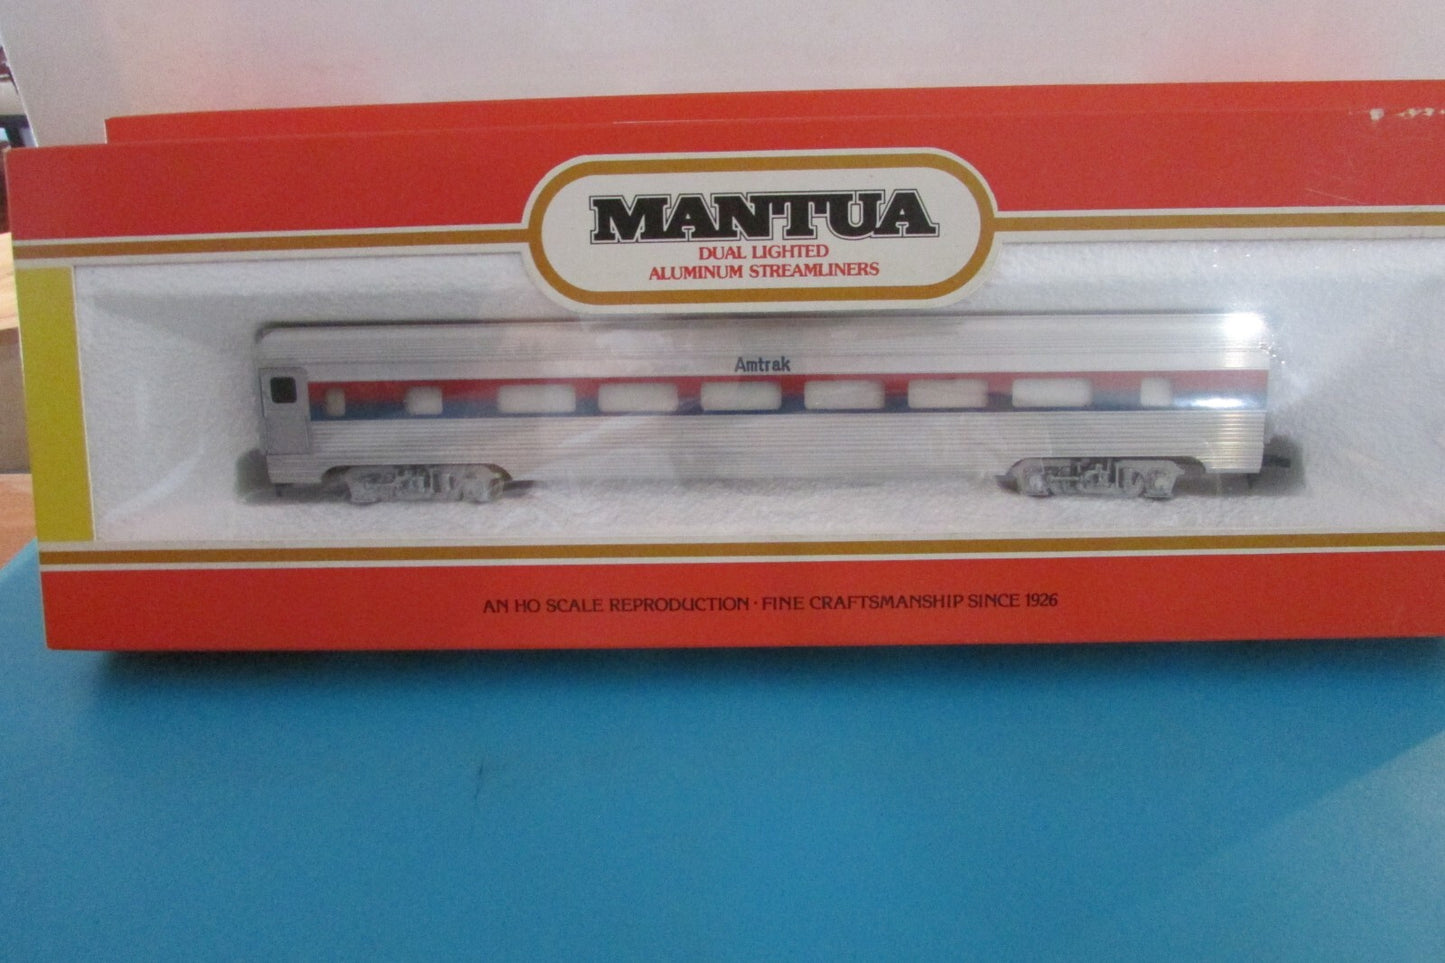 MANTUA
DUAL LIGHTED
ALUMINUM STREAMLINERS
Amtrak
AN HO SCALE REPRODUCTION · FINE CRAFTSMANSHIP SINCE 1926